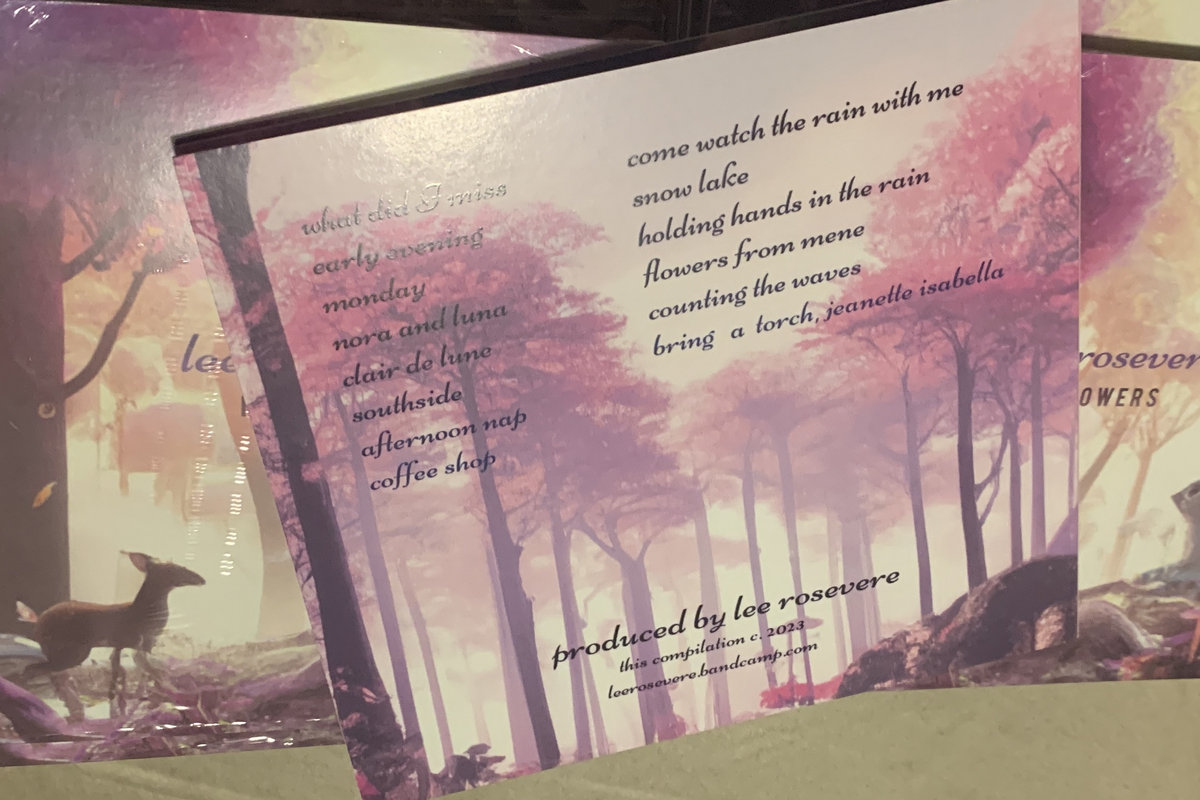 what did I miss
early evening
monday
nora and luna
clair de lune
southside
afternoon nap
coffee shop
come watch the rain with me
snow lake
holding hands in the rain
flowers from mene
counting the waves
bring a torch, jeanette isabella
produced by lee rosevere
this compilation c. 2023
leerosevere.bandcamp.com
lee
rosever
OWERS